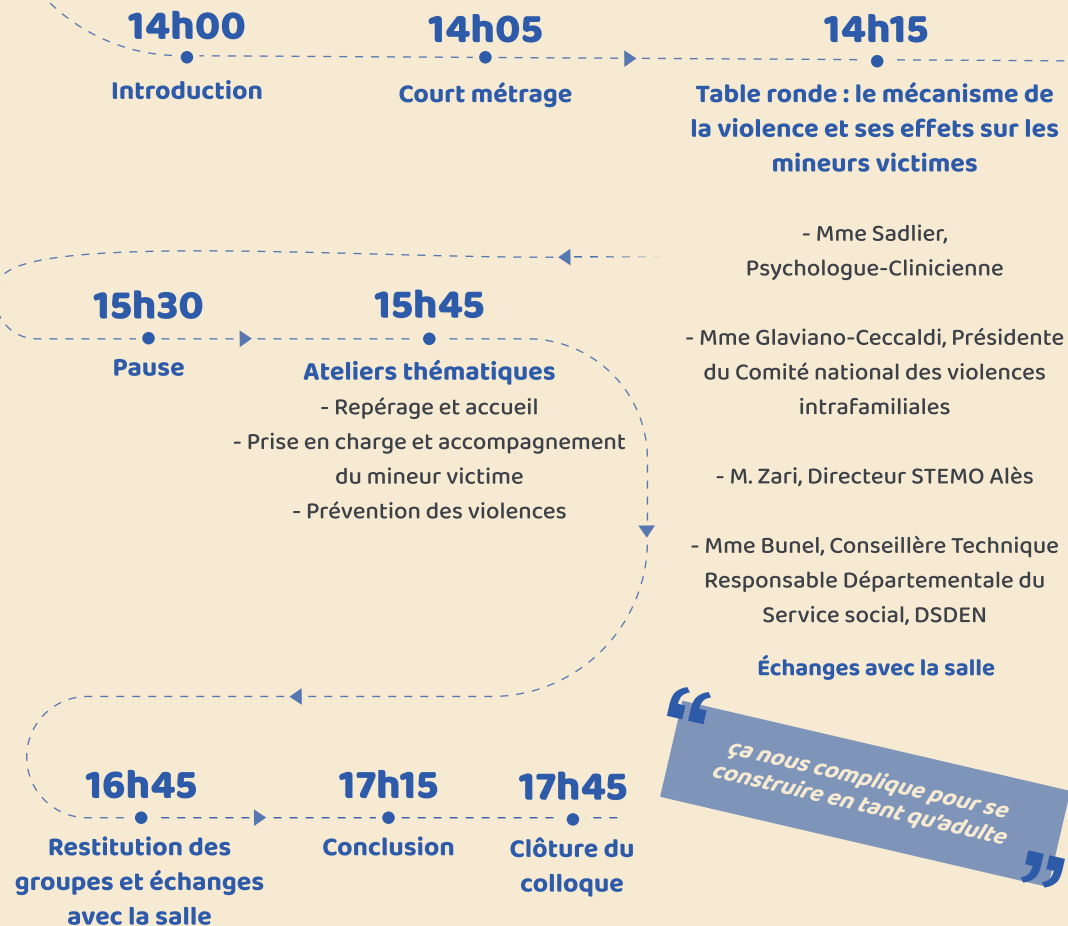 14h00
Introduction
14h05
Court métrage
14h15
Table ronde : le mécanisme de
la violence et ses effets sur les
mineurs victimes
- Mme Sadlier,
Psychologue-Clinicienne
- Mme Glaviano-Ceccaldi, Présidente
du Comité national des violences
intrafamiliales
- M. Zari, Directeur STEMO Alès
- Mme Bunel, Conseillère Technique
Responsable Départementale du
Service social, DSDEN
Échanges avec la salle
15h30
Pause
15h45
Ateliers thématiques
- Repérage et accueil
- Prise en charge et accompagnement
du mineur victime
- Prévention des violences
16h45
Restitution des
groupes et échanges
avec la salle
17h15
Conclusion
17h45
Clôture du
colloque
“
ça nous complique pour se
construire en tant qu'adulte
”